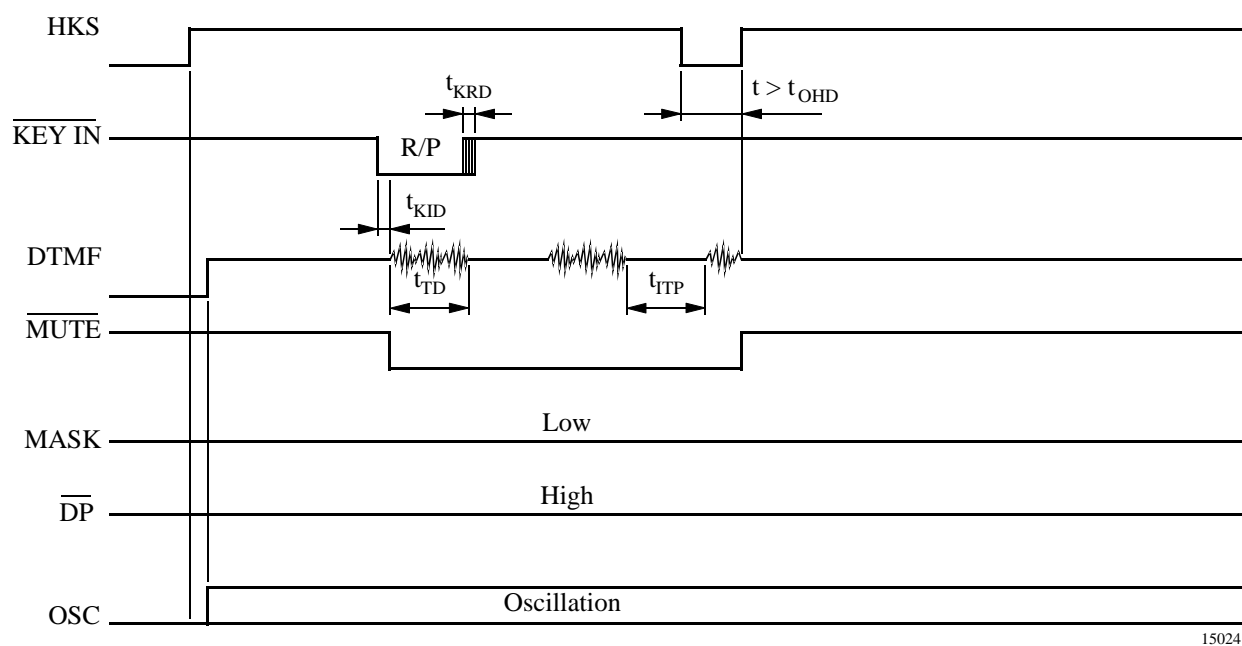 HKS
t_KRD
t > t_OHD
KEY IN
R/P
t_KID
DTMF
t_TD
t_ITP
MUTE
Low
MASK
High
DP
Oscillation
OSC
15024